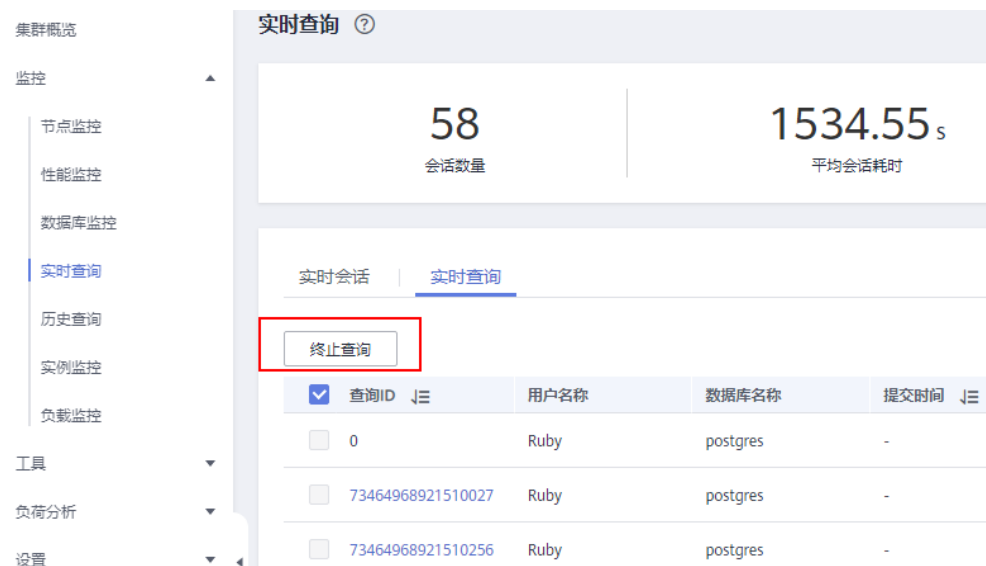 集群概览
监控
节点监控
性能监控
数据库监控
实时查询
历史查询
实例监控
负载监控
工具
负荷分析
设置
实时查询 ?
58
会话数量
1534.55 s
平均会话耗时
实时会话 实时查询
终止查询
查询ID 用户名称 数据库名称 提交时间
0 Ruby postgres -
73464968921510027 Ruby postgres -
73464968921510256 Ruby postgres -